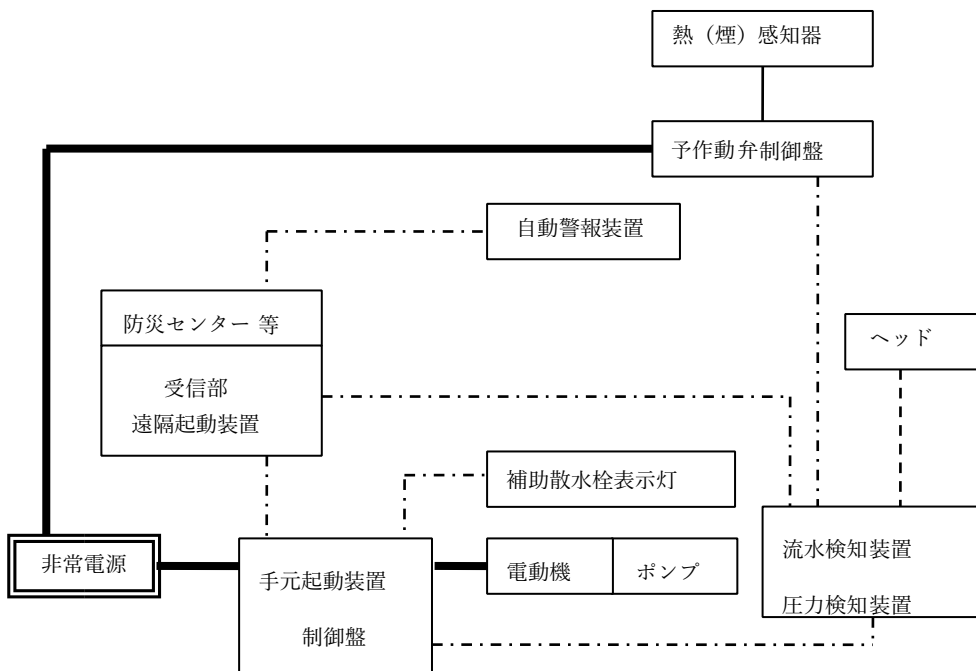 熱（煙）感知器
予作動弁制御盤
自動警報装置
防災センター 等
受信部
遠隔起動装置
ヘッド
補助散水栓表示灯
非常電源
手元起動装置
制御盤
電動機
ポンプ
流水検知装置
圧力検知装置